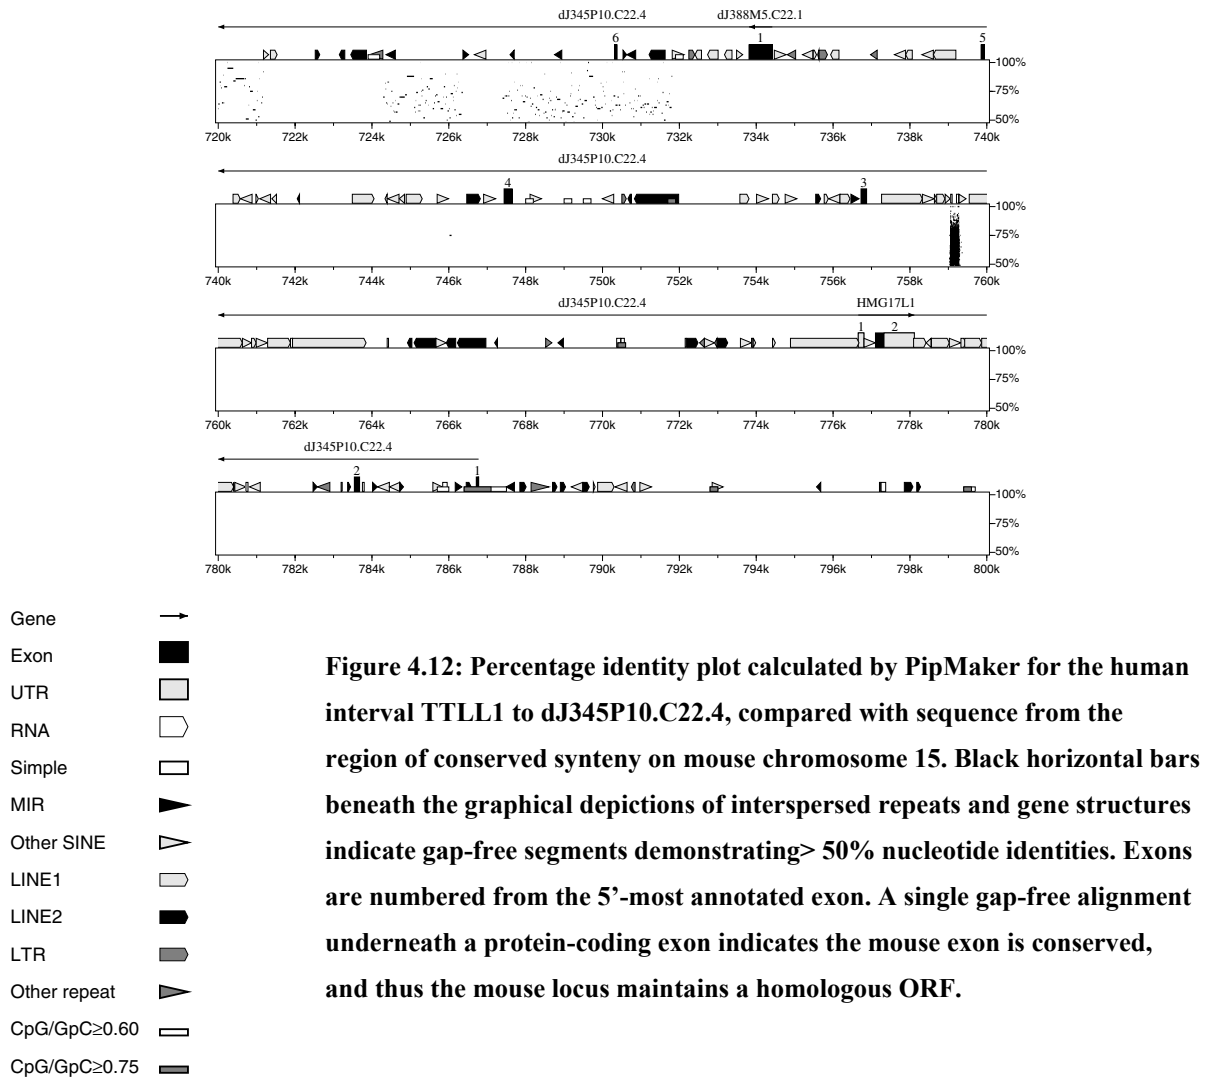 dJ345P10.C22.4 dJ388M5.C22.1
6 1 5
100%
75%
50%
720k 722k 724k 726k 728k 730k 732k 734k 736k 738k 740k
dJ345P10.C22.4
4 3
100%
75%
50%
740k 742k 744k 746k 748k 750k 752k 754k 756k 758k 760k
dJ345P10.C22.4 HMG17L1
1 2
100%
75%
50%
760k 762k 764k 766k 768k 770k 772k 774k 776k 778k 780k
dJ345P10.C22.4
2 1
100%
75%
50%
780k 782k 784k 786k 788k 790k 792k 794k 796k 798k 800k
Gene
Exon
UTR
RNA
Simple
MIR
Other SINE
LINE1
LINE2
LTR
Other repeat
CpG/GpC≥0.60
CpG/GpC≥0.75
Figure 4.12: Percentage identity plot calculated by PipMaker for the human
interval TTLL1 to dJ345P10.C22.4, compared with sequence from the
region of conserved synteny on mouse chromosome 15. Black horizontal bars
beneath the graphical depictions of interspersed repeats and gene structures
indicate gap-free segments demonstrating> 50% nucleotide identities. Exons
are numbered from the 5’-most annotated exon. A single gap-free alignment
underneath a protein-coding exon indicates the mouse exon is conserved,
and thus the mouse locus maintains a homologous ORF.